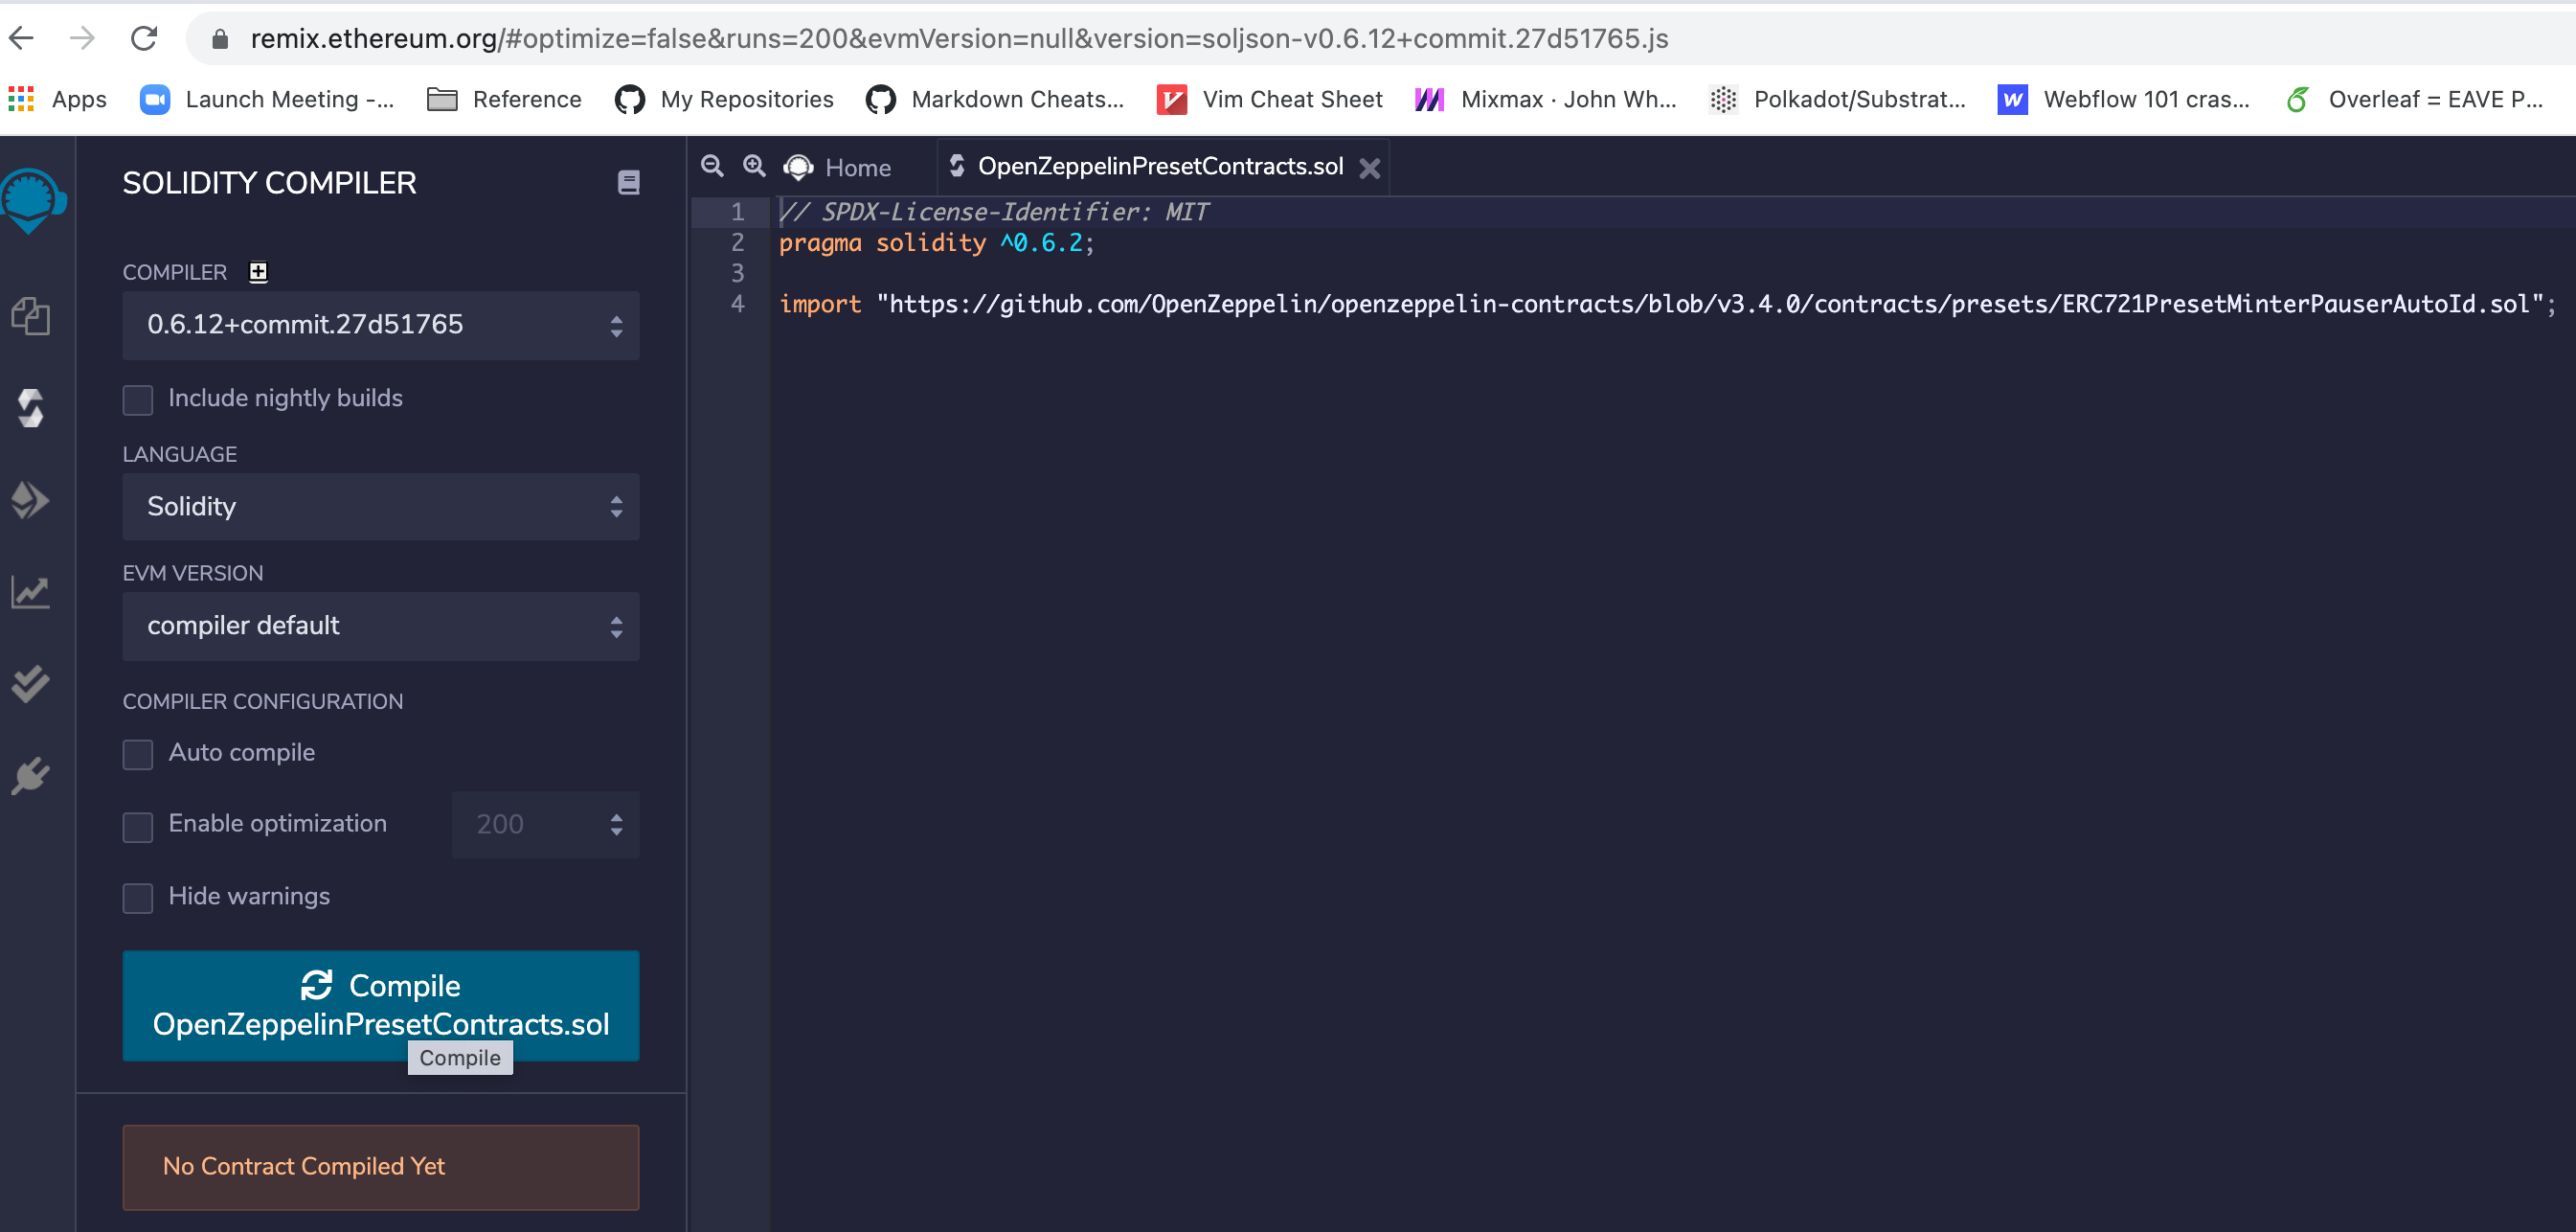 remix.ethereum.org/#optimize=false&runs=200&evmVersion=null&version=soljson-v0.6.12+commit.27d51765.js
Apps Launch Meeting -... Reference My Repositories Markdown Cheats... Vim Cheat Sheet Mixmax · John Wh... Polkadot/Substrat... Webflow 101 cras... Overleaf = EAVE P...
SOLIDITY COMPILER
COMPILER
0.6.12+commit.27d51765
Include nightly builds
LANGUAGE
Solidity
EVM VERSION
compiler default
COMPILER CONFIGURATION
Auto compile
Enable optimization 200
Hide warnings
Compile
OpenZeppelinPresetContracts.sol
Compile
No Contract Compiled Yet
Home OpenZeppelinPresetContracts.sol
1 // SPDX-License-Identifier: MIT
2 pragma solidity ^0.6.2;
3
4 import "https://github.com/OpenZeppelin/openzeppelin-contracts/blob/v3.4.0/contracts/presets/ERC721PresetMinterPauserAutoId.sol";